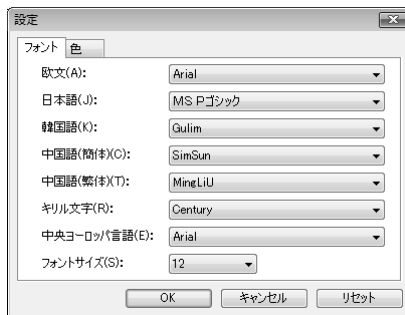 設定
フォント 色
欧文(A): Arial
日本語(J): MS Pゴシック
韓国語(K): Gulim
中国語(簡体)(C): SimSun
中国語(繁体)(T): MingLiU
キリル文字(R): Century
中央ヨーロッパ言語(E): Arial
フォントサイズ(S): 12
OK キャンセル リセット